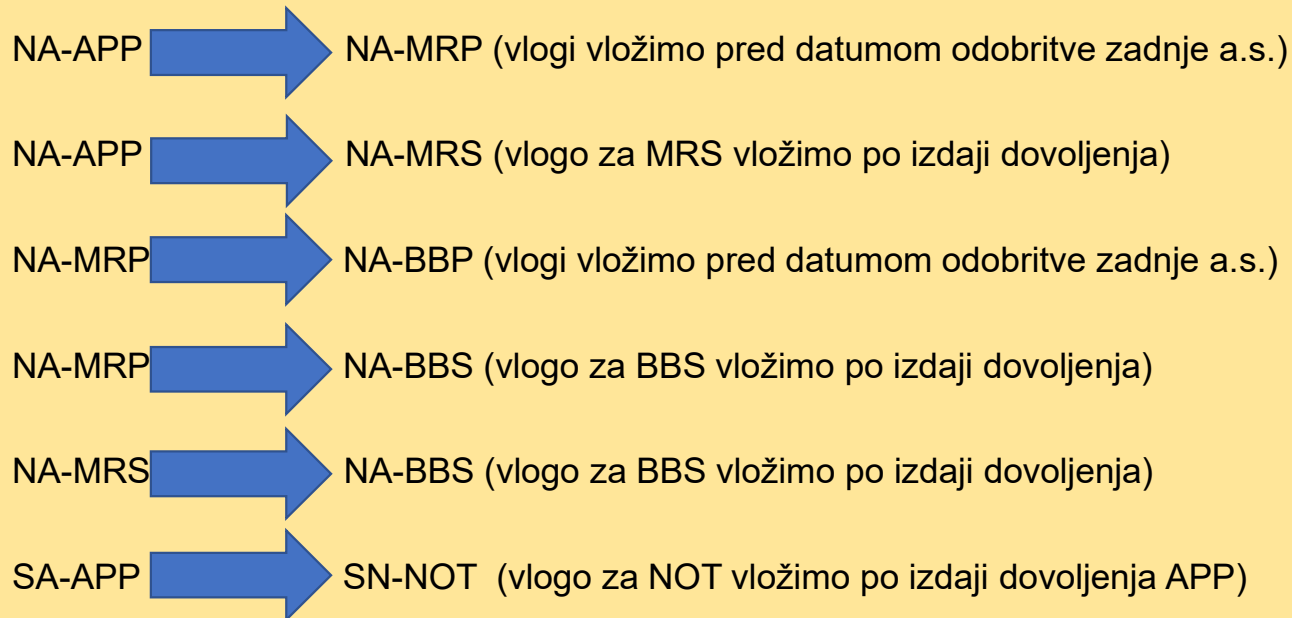 NA-APP NA-MRP (vlogi vložimo pred datumom odobritve zadnje a.s.)
NA-APP NA-MRS (vlogo za MRS vložimo po izdaji dovoljenja)
NA-MRP NA-BBP (vlogi vložimo pred datumom odobritve zadnje a.s.)
NA-MRP NA-BBS (vlogo za BBS vložimo po izdaji dovoljenja)
NA-MRS NA-BBS (vlogo za BBS vložimo po izdaji dovoljenja)
SA-APP SN-NOT (vlogo za NOT vložimo po izdaji dovoljenja APP)